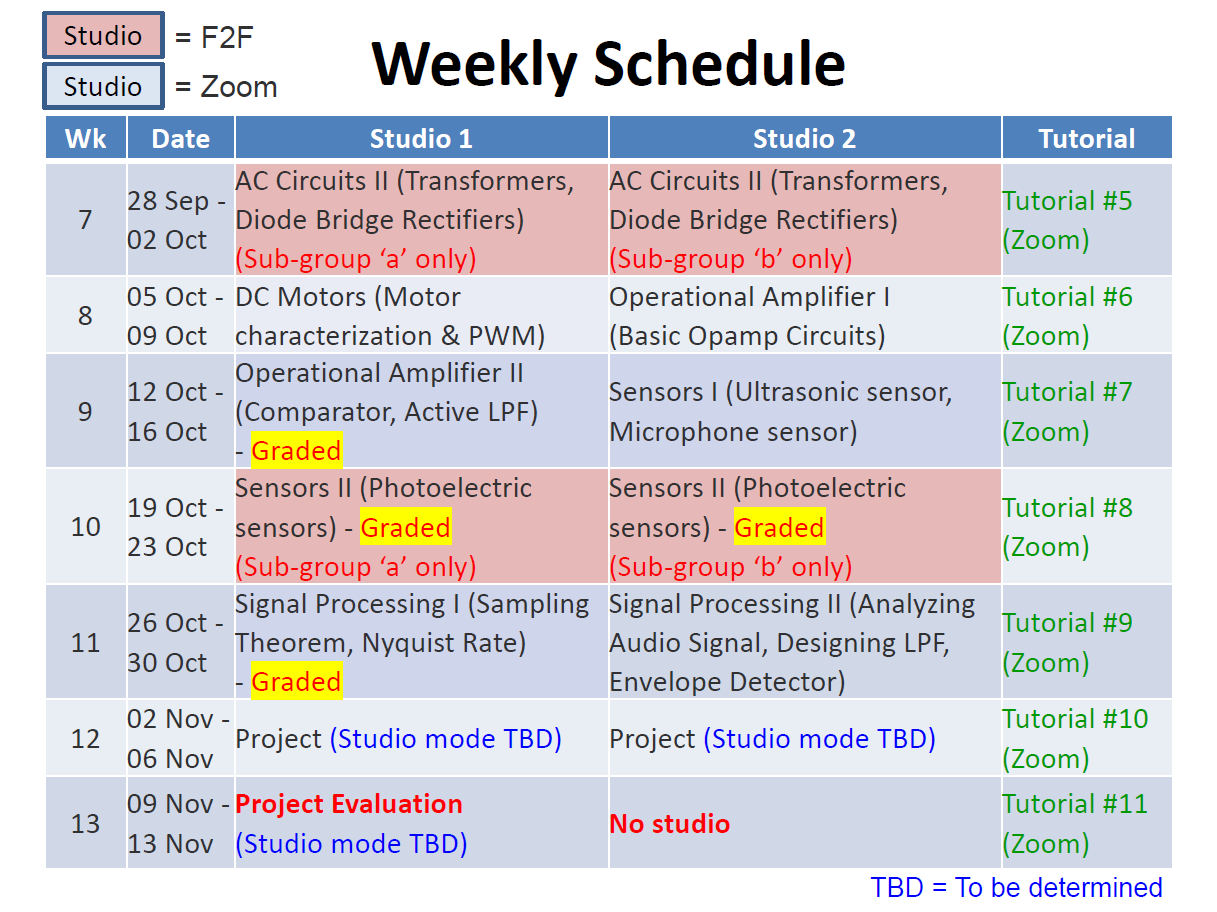 Studio = F2F
Studio = Zoom
Weekly Schedule
Wk Date Studio 1 Studio 2 Tutorial
7
28 Sep -
02 Oct
AC Circuits II (Transformers,
Diode Bridge Rectifiers)
(Sub-group ‘a’ only)
AC Circuits II (Transformers,
Diode Bridge Rectifiers)
(Sub-group ‘b’ only)
Tutorial #5
(Zoom)
8
05 Oct -
09 Oct
DC Motors (Motor
characterization & PWM)
Operational Amplifier I
(Basic Opamp Circuits)
Tutorial #6
(Zoom)
9
12 Oct -
16 Oct
Operational Amplifier II
(Comparator, Active LPF)
- Graded
Sensors I (Ultrasonic sensor,
Microphone sensor)
Tutorial #7
(Zoom)
10
19 Oct -
23 Oct
Sensors II (Photoelectric
sensors) - Graded
(Sub-group ‘a’ only)
Sensors II (Photoelectric
sensors) - Graded
(Sub-group ‘b’ only)
Tutorial #8
(Zoom)
11
26 Oct -
30 Oct
Signal Processing I (Sampling
Theorem, Nyquist Rate)
- Graded
Signal Processing II (Analyzing
Audio Signal, Designing LPF,
Envelope Detector)
Tutorial #9
(Zoom)
12
02 Nov -
06 Nov
Project (Studio mode TBD)
Project (Studio mode TBD)
Tutorial #10
(Zoom)
13
09 Nov -
13 Nov
Project Evaluation
(Studio mode TBD)
No studio
Tutorial #11
(Zoom)
TBD = To be determined